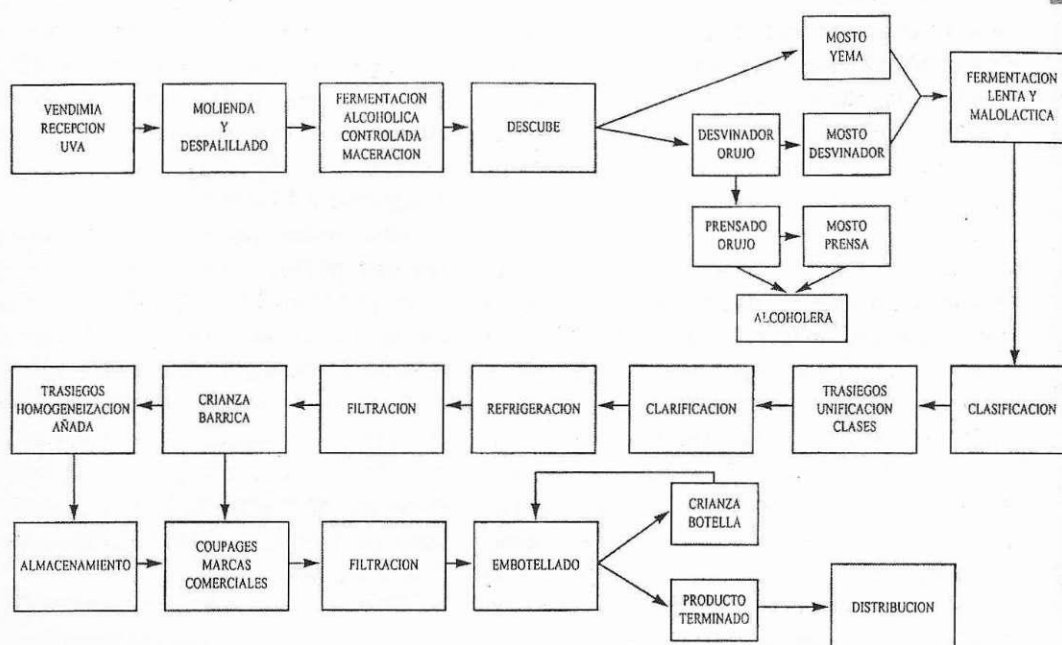 VENDIMIA
RECEPCION
UVA
MOLIENDA
Y
DESPALILLADO
FERMENTACION
ALCOHOLICA
CONTROLADA
MACERACION
DESCUBE
MOSTO
YEMA
DESVINADOR
ORUJO
MOSTO
DESVINADOR
FERMENTACION
LENTA Y
MALOLACTICA
PRENSADO
ORUJO
MOSTO
PRENSA
ALCOHOLERA
TRASIEGOS
HOMOGENEIZACION
AÑADA
CRIANZA
BARRICA
FILTRACION
REFRIGERACION
CLARIFICACION
TRASIEGOS
UNIFICACION
CLASES
CLASIFICACION
ALMACENAMIENTO
COUPAGES
MARCAS
COMERCIALES
FILTRACION
EMBOTELLADO
CRIANZA
BOTELLA
PRODUCTO
TERMINADO
DISTRIBUCION